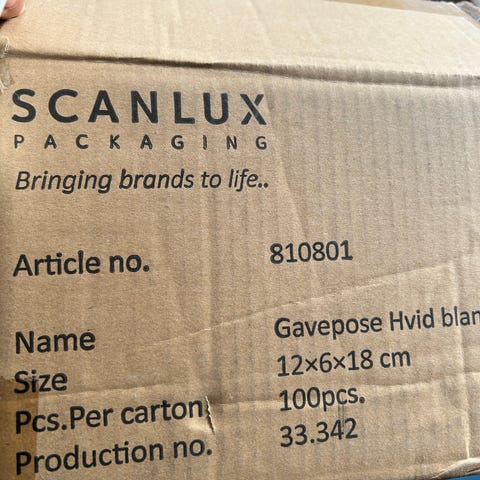 SCANLUX
PACKAGING
Bringing brands to life..
Article no. 810801
Name Gavepose Hvid
Size 12×6×18 cm
Pcs.Per carton 100pcs.
Production no. 33.342